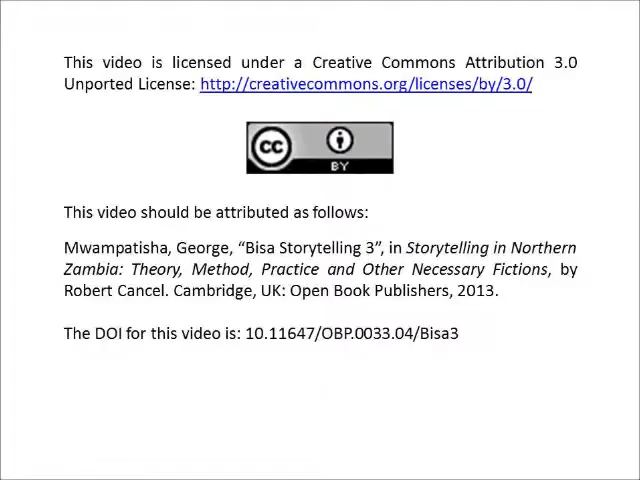 This video is licensed under a Creative Commons Attribution 3.0
Unported License: http://creativecommons.org/licenses/by/3.0/
cc
BY
This video should be attributed as follows:
Mwampatisha, George, “Bisa Storytelling 3”, in Storytelling in Northern
Zambia: Theory, Method, Practice and Other Necessary Fictions, by
Robert Cancel. Cambridge, UK: Open Book Publishers, 2013.
The DOI for this video is: 10.11647/OBP.0033.04/Bisa3